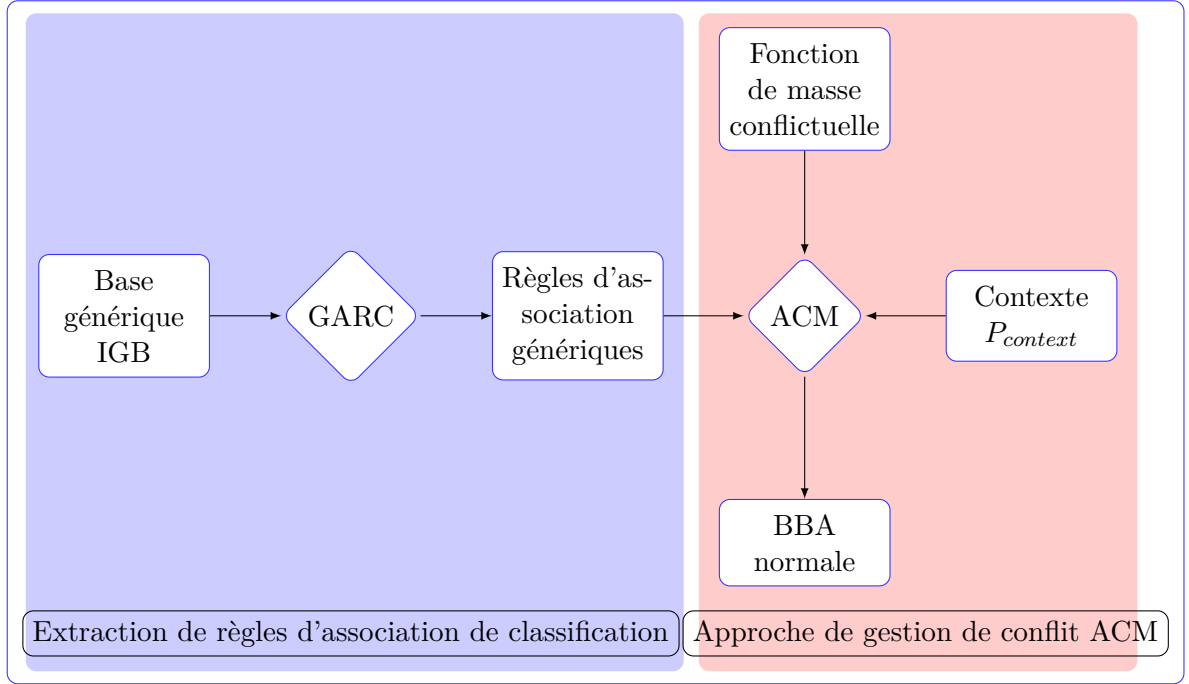 Fonction
de masse
conflictuelle
Base
générique
IGB
GARC
Règles d'as-
sociation
génériques
ACM
Contexte
P_context
BBA
normale
Extraction de règles d'association de classification
Approche de gestion de conflit ACM